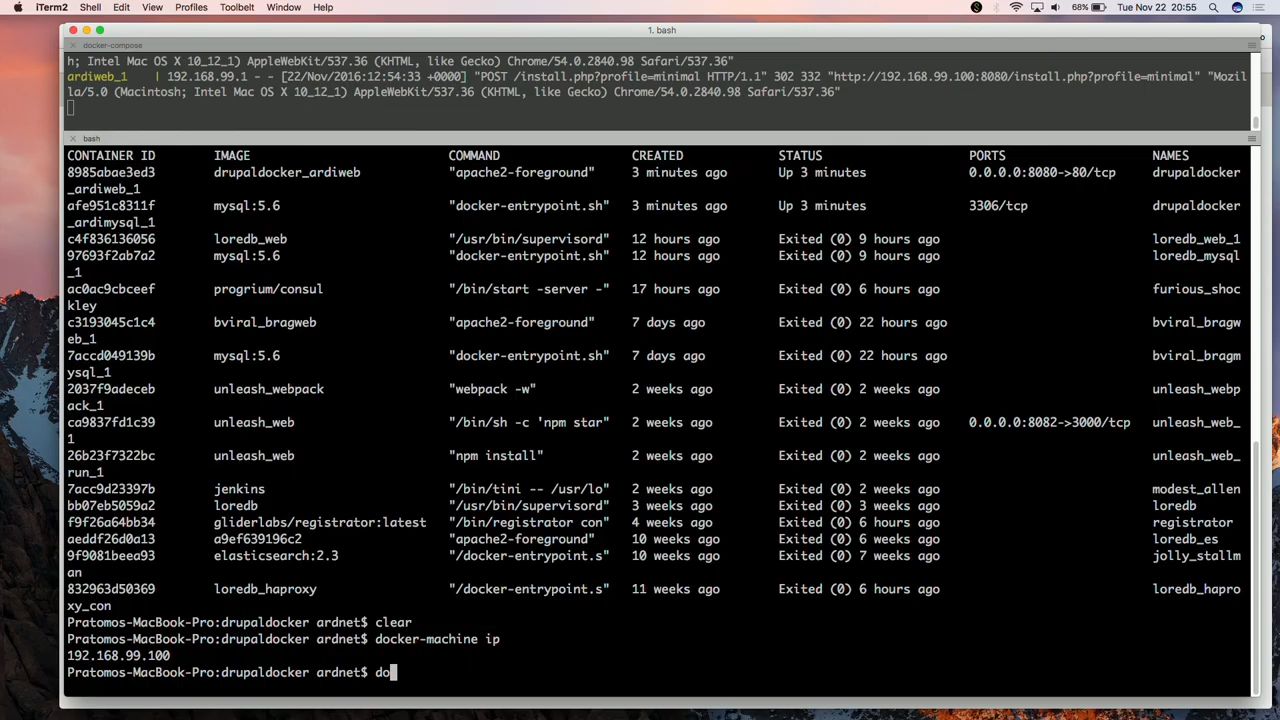 iTerm2 Shell Edit View Profiles Toolbelt Window Help 68% Tue Nov 22 20:55
1. bash
docker-compose
h; Intel Mac OS X 10_12_1) AppleWebKit/537.36 (KHTML, like Gecko) Chrome/54.0.2840.98 Safari/537.36"
ardiweb_1 | 192.168.99.1 - - [22/Nov/2016:12:54:33 +0000] "POST /install.php?profile=minimal HTTP/1.1" 302 332 "http://192.168.99.100:8080/install.php?profile=minimal" "Mozil
la/5.0 (Macintosh; Intel Mac OS X 10_12_1) AppleWebKit/537.36 (KHTML, like Gecko) Chrome/54.0.2840.98 Safari/537.36"
bash
CONTAINER ID IMAGE COMMAND CREATED STATUS PORTS NAMES
8985abae3ed3 drupaldocker_ardiweb "apache2-foreground" 3 minutes ago Up 3 minutes 0.0.0.0:8080->80/tcp drupaldocker
_ardiweb_1
afe951c8311f mysql:5.6 "docker-entrypoint.sh" 3 minutes ago Up 3 minutes 3306/tcp drupaldocker
_ardimysql_1
c4f836136056 loredb_web "/usr/bin/supervisord" 12 hours ago Exited (0) 9 hours ago loredb_web_1
97693f2ab7a2 mysql:5.6 "docker-entrypoint.sh" 12 hours ago Exited (0) 9 hours ago loredb_mysql
_1
ac0ac9cbceef progrium/consul "/bin/start -server -" 17 hours ago Exited (0) 6 hours ago furious_shoc
kley
c3193045c1c4 bviral_bragweb "apache2-foreground" 7 days ago Exited (0) 22 hours ago bviral_bragw
eb_1
7accd049139b mysql:5.6 "docker-entrypoint.sh" 7 days ago Exited (0) 22 hours ago bviral_bragm
ysql_1
2037f9adeceb unleash_webpack "webpack -w" 2 weeks ago Exited (0) 2 weeks ago unleash_webp
ack_1
ca9837fd1c39 unleash_web "/bin/sh -c 'npm star" 2 weeks ago Exited (0) 2 weeks ago 0.0.0.0:8082->3000/tcp unleash_web_
1
26b23f7322bc unleash_web "npm install" 2 weeks ago Exited (0) 2 weeks ago unleash_web_
run_1
7acc9d23397b jenkins "/bin/tini -- /usr/lo" 2 weeks ago Exited (0) 2 weeks ago modest_allen
bb07eb5059a2 loredb "/usr/bin/supervisord" 3 weeks ago Exited (0) 3 weeks ago loredb
f9f26a64bb34 gliderlabs/registrator:latest "/bin/registrator con" 4 weeks ago Exited (0) 6 hours ago registrator
aeddf26d0a13 a9ef639196c2 "apache2-foreground" 10 weeks ago Exited (0) 6 weeks ago loredb_es
9f9081beea93 elasticsearch:2.3 "/docker-entrypoint.s" 10 weeks ago Exited (0) 7 weeks ago jolly_stallm
an
832963d50369 loredb_haproxy "/docker-entrypoint.s" 11 weeks ago Exited (0) 6 weeks ago loredb_hapro
xy_con
Pratomos-MacBook-Pro:drupaldocker ardnet$ clear
Pratomos-MacBook-Pro:drupaldocker ardnet$ docker-machine ip
192.168.99.100
Pratomos-MacBook-Pro:drupaldocker ardnet$ do